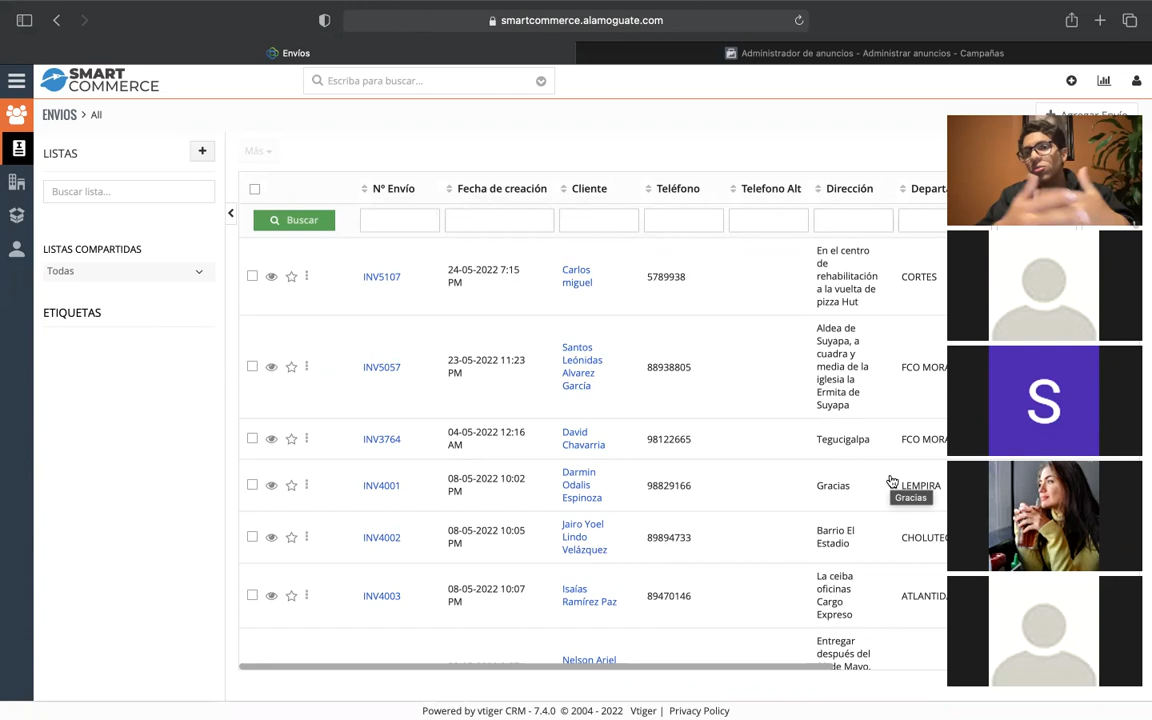 smartcommerce.alamoguate.com
Envíos
Administrador de anuncios - Administrar anuncios - Campañas
SMART
COMMERCE
Escriba para buscar...
ENVIOS > All
Agregar Envío
LISTAS
Más
Buscar lista...
Nº Envío Fecha de creación Cliente Teléfono Telefono Alt Dirección Departa
Buscar
LISTAS COMPARTIDAS
Todas
ETIQUETAS
INV5107
24-05-2022 7:15
PM
Carlos
miguel
5789938
En el centro
de
rehabilitación
a la vuelta de
pizza Hut
CORTES
INV5057
23-05-2022 11:23
PM
Santos
Leónidas
Alvarez
García
88938805
Aldea de
Suyapa, a
cuadra y
media de la
iglesia la
Ermita de
Suyapa
FCO MORA
INV3764
04-05-2022 12:16
AM
David
Chavarria
98122665
Tegucigalpa
FCO MORA
INV4001
08-05-2022 10:02
PM
Darmin
Odalis
Espinoza
98829166
Gracias
LEMPIRA
Gracias
INV4002
08-05-2022 10:05
PM
Jairo Yoel
Lindo
Velázquez
89894733
Barrio El
Estadio
CHOLUTEC
INV4003
08-05-2022 10:07
PM
Isaías
Ramírez Paz
89470146
La ceiba
oficinas
Cargo
Expreso
ATLANTID
Nelson Ariel
Entregar
después del
de Mayo,
S
Powered by vtiger CRM - 7.4.0 © 2004 - 2022 Vtiger | Privacy Policy